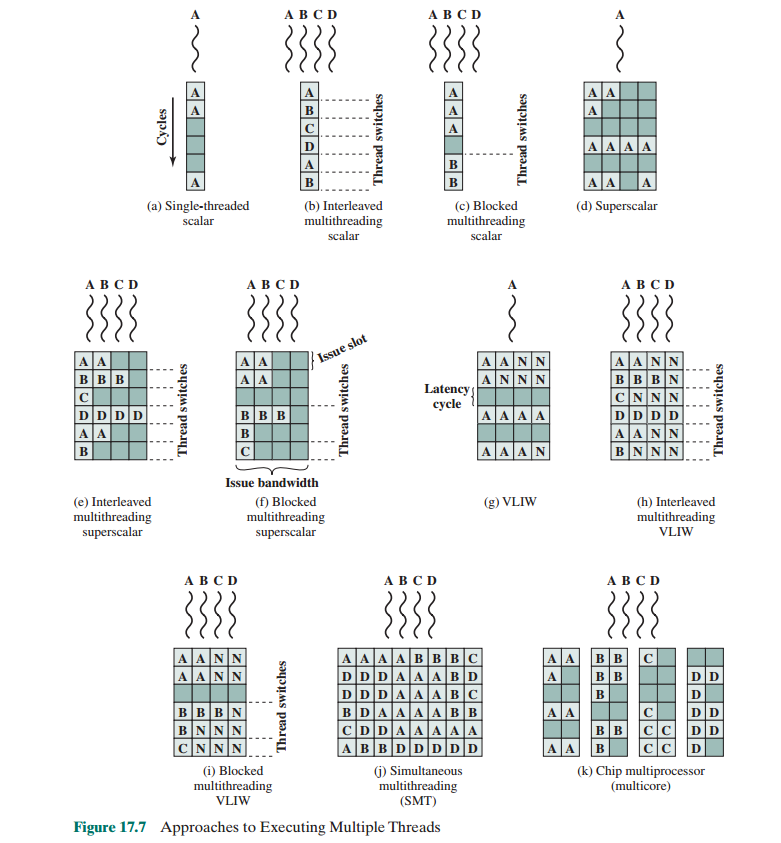 A
A B C D
A B C D
A
Cycles
A
A
A
A
B
C
D
A
B
Thread switches
A
A
A
B
B
Thread switches
A A
A
A A A A
A A A
(a) Single-threaded
scalar
(b) Interleaved
multithreading
scalar
(c) Blocked
multithreading
scalar
(d) Superscalar
A B C D
A B C D
A
A B C D
A A
B B B
C
D D D D
A A
B
Thread switches
A A
A A
B B B
B
C
Issue slot
Thread switches
Issue bandwidth
Latency
cycle
A A N N
A N N N
A A A A
A A A N
A A N N
B B B N
C N N N
D D D D
A A N N
B N N N
Thread switches
(e) Interleaved
multithreading
superscalar
(f) Blocked
multithreading
superscalar
(g) VLIW
(h) Interleaved
multithreading
VLIW
A B C D
A B C D
A B C D
A A N N
A A N N
B B B N
B N N N
C N N N
Thread switches
A A A A B B B C
D D D A A A B D
D D D A A A B C
B D A A A A B B
C D D A A A A A
A B B D D D D D
A A
A
A A
A A
B B
B B
B
B B
B
C
C
C C
C C
D D
D
D D
D D
D
(i) Blocked
multithreading
VLIW
(j) Simultaneous
multithreading
(SMT)
(k) Chip multiprocessor
(multicore)
Figure 17.7 Approaches to Executing Multiple Threads